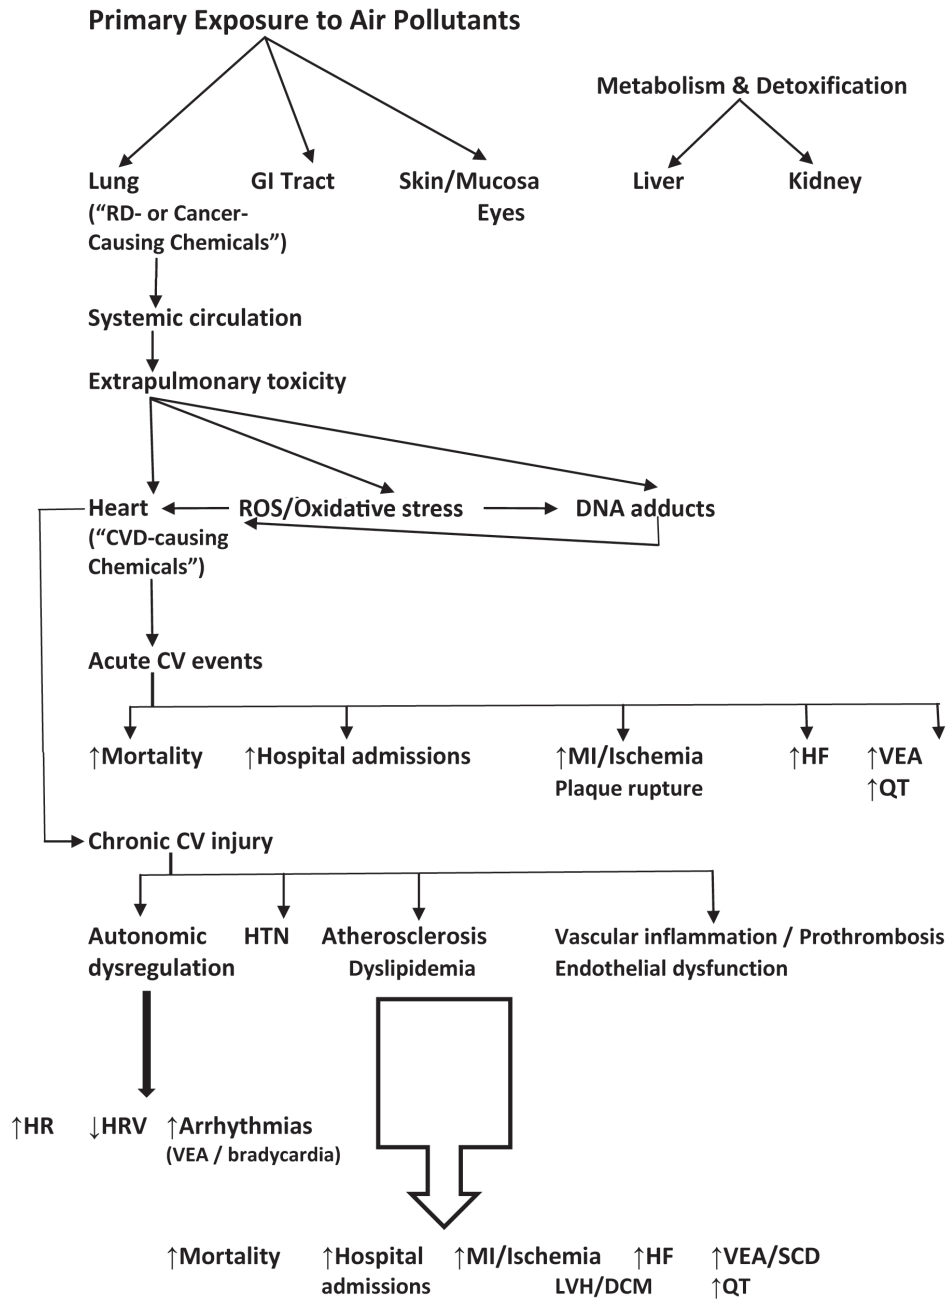 Primary Exposure to Air Pollutants
Metabolism & Detoxification
Lung GI Tract Skin/Mucosa Liver Kidney
("RD- or Cancer- Eyes
Causing Chemicals")
Systemic circulation
Extrapulmonary toxicity
Heart ROS/Oxidative stress DNA adducts
("CVD-causing
Chemicals")
Acute CV events
↑Mortality ↑Hospital admissions ↑MI/Ischemia ↑HF ↑VEA
Plaque rupture ↑QT
Chronic CV injury
Autonomic HTN Atherosclerosis Vascular inflammation / Prothrombosis
dysregulation Dyslipidemia Endothelial dysfunction
↑HR ↓HRV ↑Arrhythmias
(VEA / bradycardia)
↑Mortality ↑Hospital ↑MI/Ischemia ↑HF ↑VEA/SCD
admissions LVH/DCM ↑QT